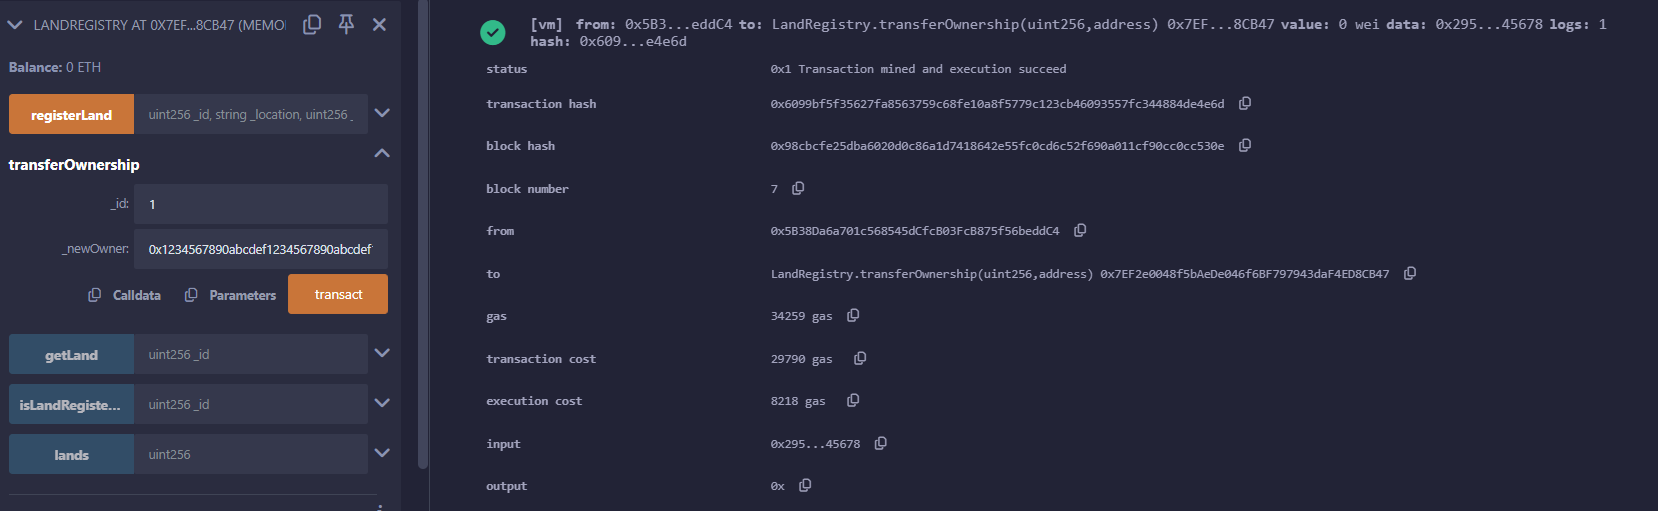 LANDREGISTRY AT 0X7EF...8CB47 (MEMOI
Balance: 0 ETH
registerLand uint256 _id, string _location, uint256 _
transferOwnership
_id: 1
_newOwner: 0x1234567890abcdef1234567890abcdef
Calldata Parameters transact
getLand uint256 _id
isLandRegiste... uint256 _id
lands uint256
[vm] from: 0x5B3...eddC4 to: LandRegistry.transferOwnership(uint256,address) 0x7EF...8CB47 value: 0 wei data: 0x295...45678 logs: 1
hash: 0x609...e4e6d
status 0x1 Transaction mined and execution succeed
transaction hash 0x6099bf5f35627fa8563759c68fe10a8f5779c123cb46093557fc344884de4e6d
block hash 0x98cbcfe25dba6020d0c86a1d7418642e55fc0cd6c52f690a011cf90cc0cc530e
block number 7
from 0x5B38Da6a701c568545dCfcB03FcB875f56beddC4
to LandRegistry.transferOwnership(uint256,address) 0x7EF2e0048f5bAeDe046f6BF797943daF4ED8CB47
gas 34259 gas
transaction cost 29790 gas
execution cost 8218 gas
input 0x295...45678
output 0x